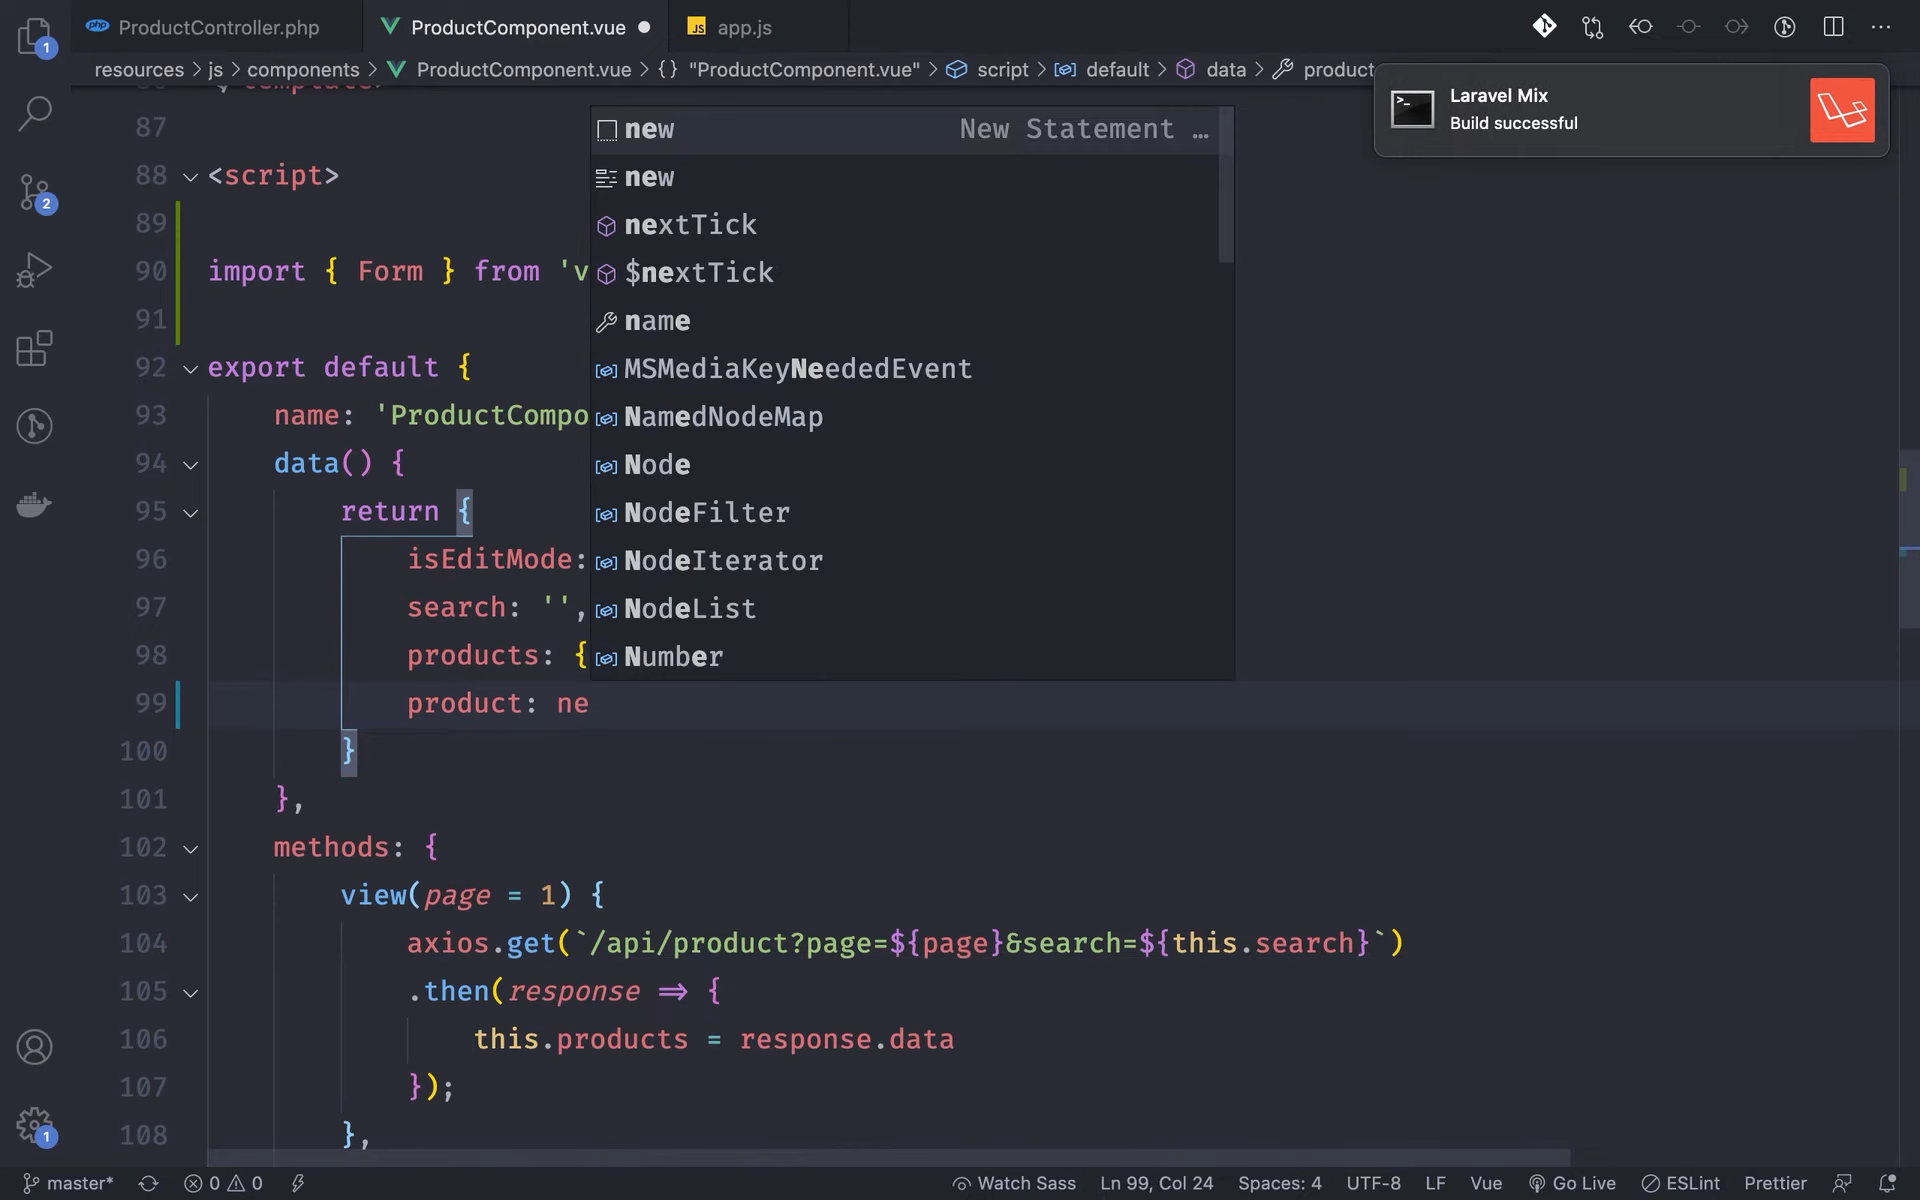 ProductController.php
ProductComponent.vue
JS app.js
resources > js > components > ProductComponent.vue > {} "ProductComponent.vue" > script > default > data > product
Laravel Mix
Build successful
1
2
1
87
88 <script>
89
90 import { Form } from 'v
91
92 export default {
93 name: 'ProductCompo
94 data() {
95 return {
96 isEditMode:
97 search: '',
98 products: {
99 product: ne
100 }
101 },
102 methods: {
103 view(page = 1) {
104 axios.get(`/api/product?page=${page}&search=${this.search}`)
105 .then(response => {
106 this.products = response.data
107 });
108 },
new New Statement …
new
nextTick
$nextTick
name
MSMediaKeyNeededEvent
NamedNodeMap
Node
NodeFilter
NodeIterator
NodeList
Number
master* 0 0 Watch Sass Ln 99, Col 24 Spaces: 4 UTF-8 LF Vue Go Live ESLint Prettier